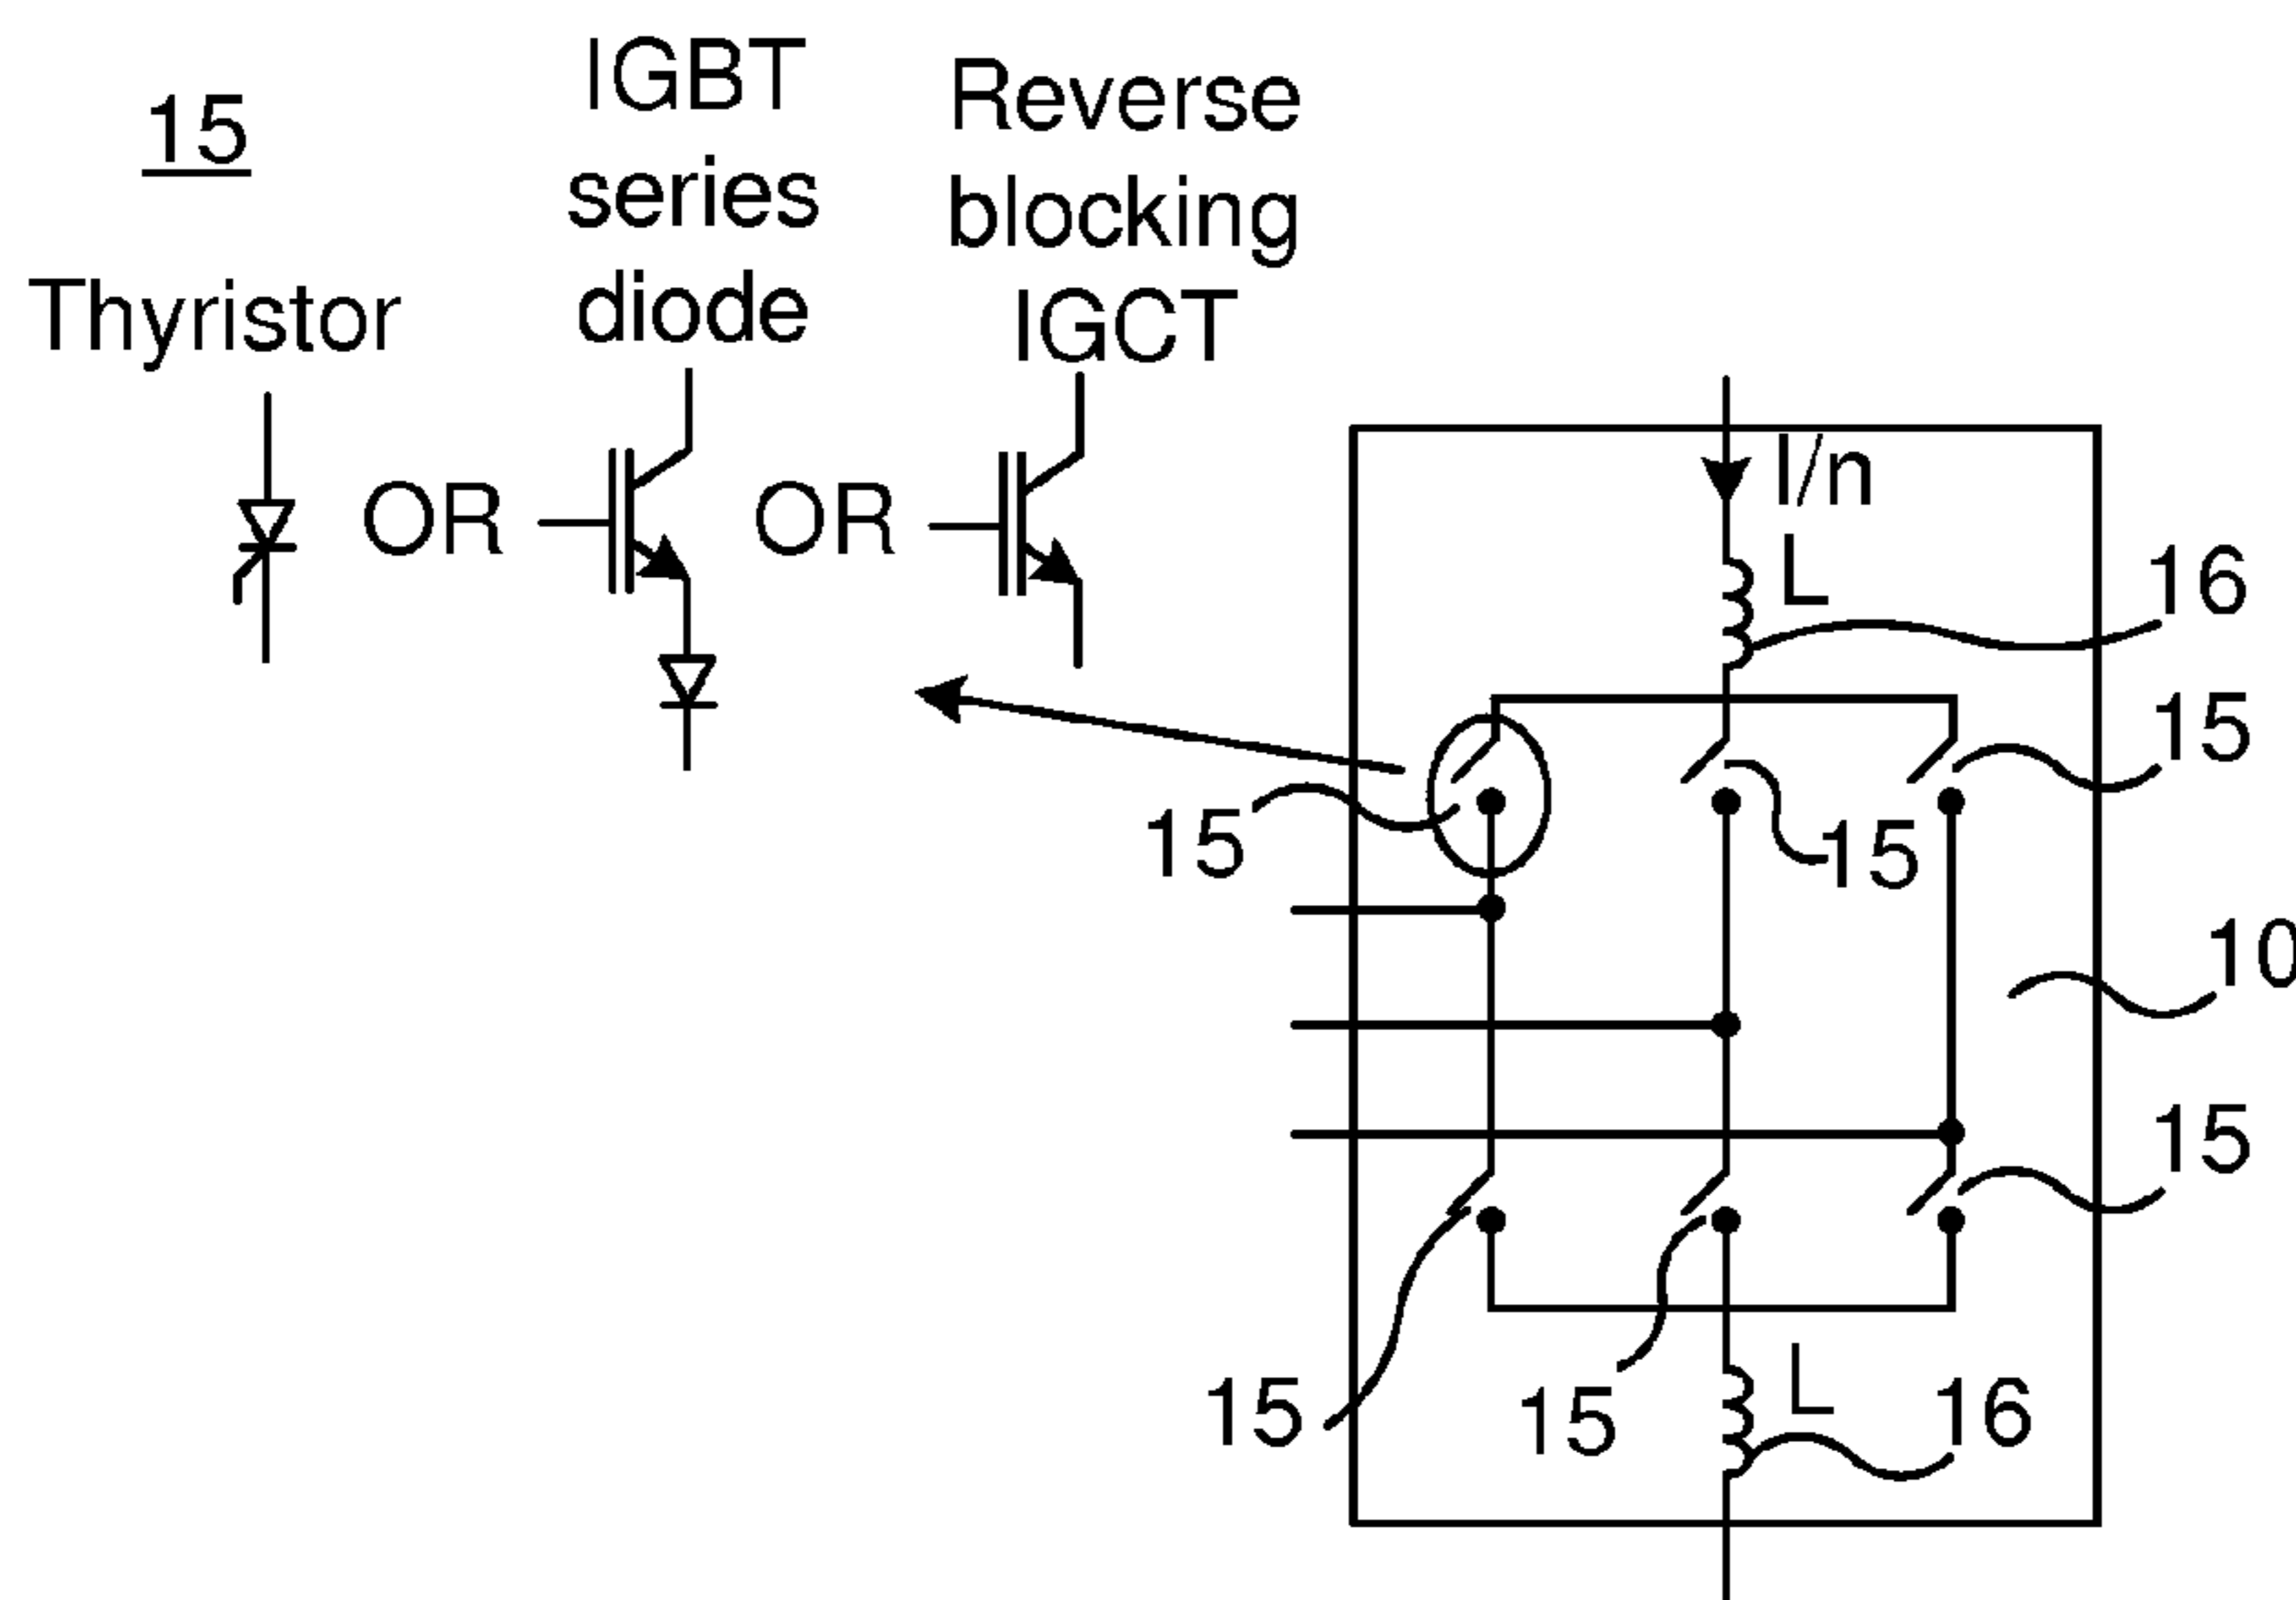 15
Thyristor
IGBT
series
diode
Reverse
blocking
IGCT
OR
OR
I/n
L
16
15
15
15
10
15
15
15
L
16